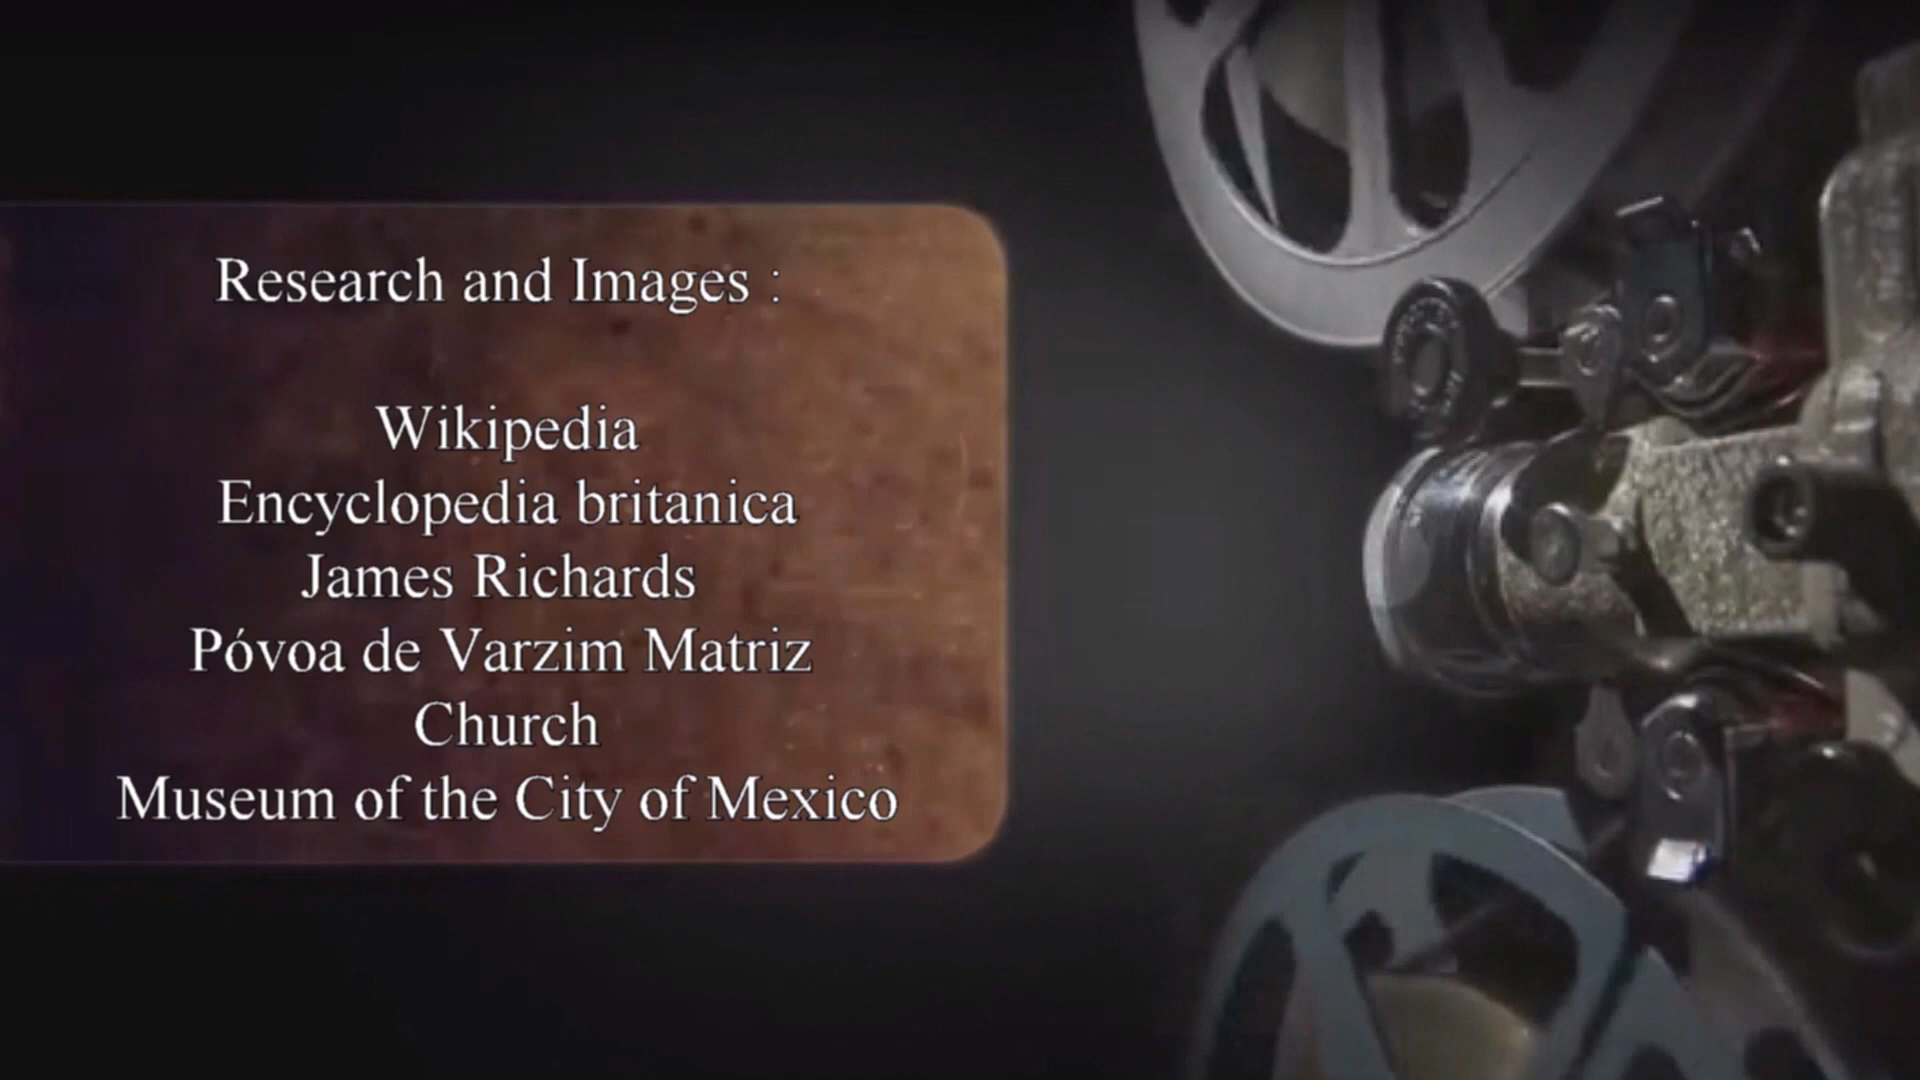 Research and Images :
Wikipedia
Encyclopedia britanica
James Richards
Póvoa de Varzim Matriz
Church
Museum of the City of Mexico